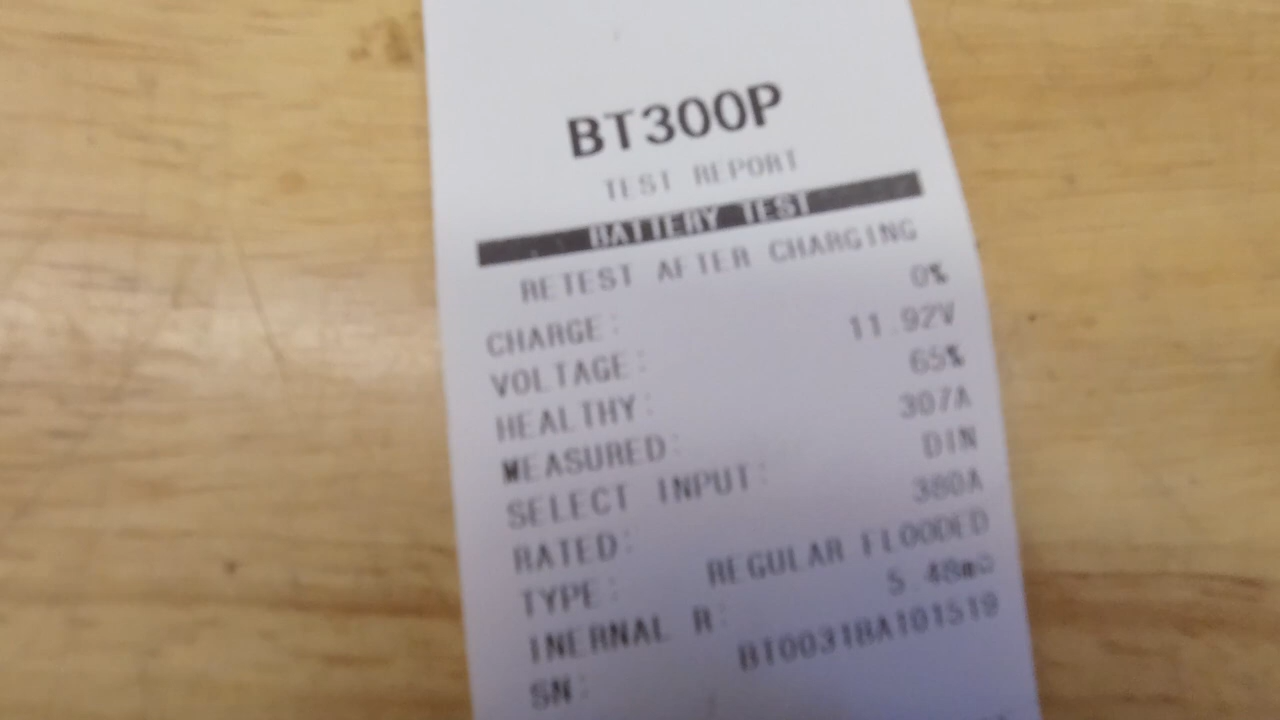 BT300P
TEST REPORT
BATTERY TEST
RETEST AFTER CHARGING
CHARGE: 0%
VOLTAGE: 11.92V
HEALTHY: 65%
MEASURED: 307A
SELECT INPUT: DIN
RATED: 380A
TYPE: REGULAR FLOODED
INERNAL R: 5.48mΩ
SN: BT0031BA101519